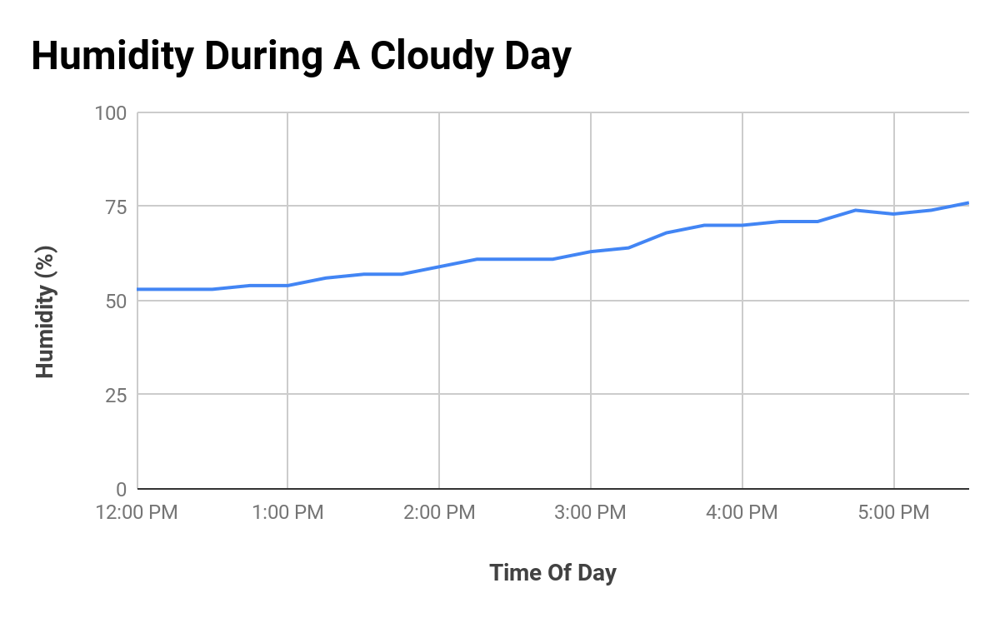 Humidity During A Cloudy Day
100
75
50
25
0
Humidity (%)
12:00 PM 1:00 PM 2:00 PM 3:00 PM 4:00 PM 5:00 PM
Time Of Day